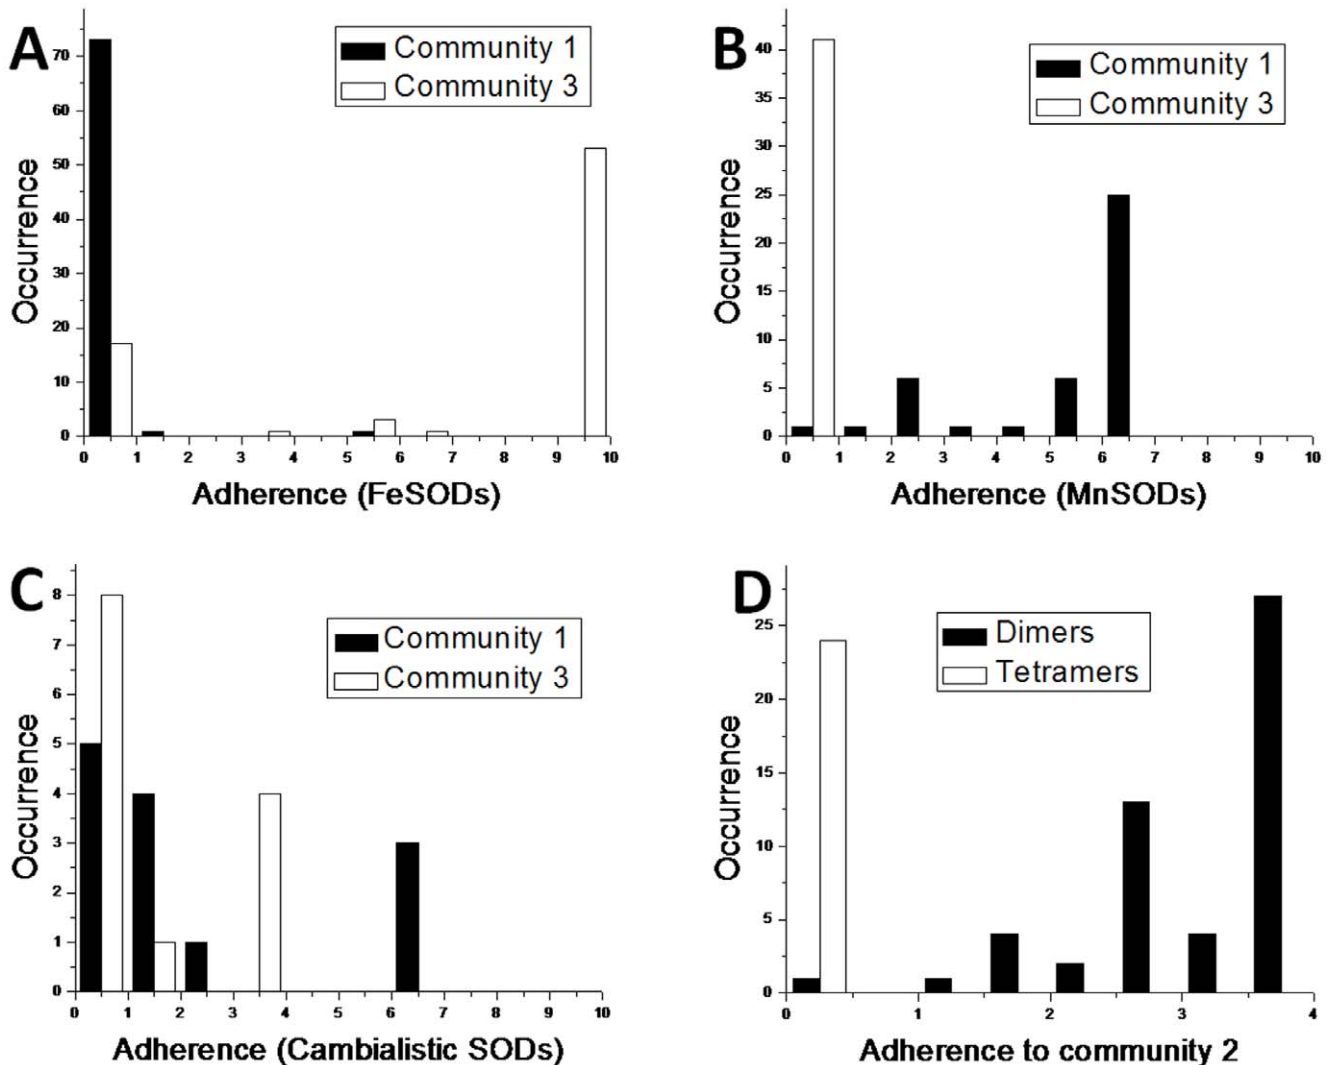 A
Occurrence
70
60
50
40
30
20
10
0
Community 1
Community 3
0 1 2 3 4 5 6 7 8 9 10
Adherence (FeSODs)
B
Occurrence
40
35
30
25
20
15
10
5
0
Community 1
Community 3
0 1 2 3 4 5 6 7 8 9 10
Adherence (MnSODs)
C
Occurrence
8
7
6
5
4
3
2
1
0
Community 1
Community 3
0 1 2 3 4 5 6 7 8 9 10
Adherence (Cambialistic SODs)
D
Occurrence
25
20
15
10
5
0
Dimers
Tetramers
0 1 2 3 4
Adherence to community 2